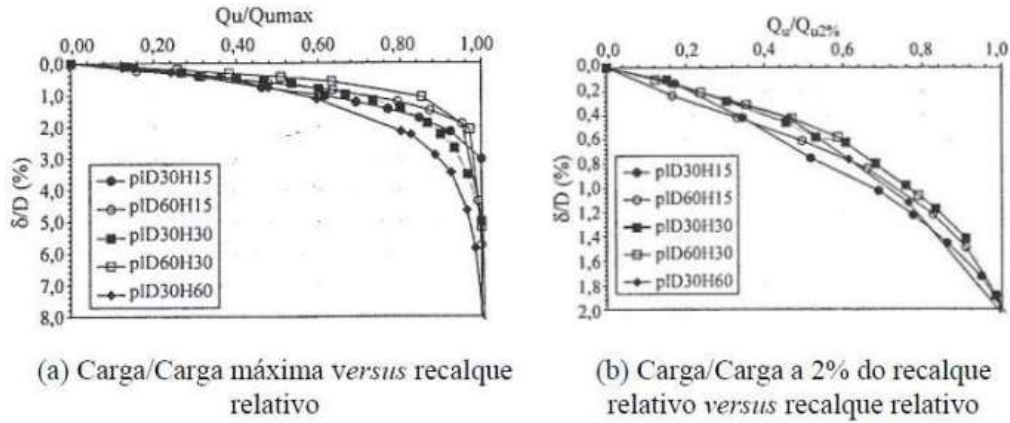 Qu/Qumax
0,00 0,20 0,40 0,60 0,80 1,00
0,0
1,0
2,0
3,0
4,0
5,0
6,0
7,0
8,0
δ/D (%)
pID30H15
pID60H15
pID30H30
pID60H30
pID30H60
(a) Carga/Carga máxima versus recalque
relativo
Qu/Qu2%
0,0 0,2 0,4 0,6 0,8 1,0
0,0
0,2
0,4
0,6
0,8
1,0
1,2
1,4
1,6
1,8
2,0
δ/D (%)
pID30H15
pID60H15
pID30H30
pID60H30
pID30H60
(b) Carga/Carga a 2% do recalque
relativo versus recalque relativo